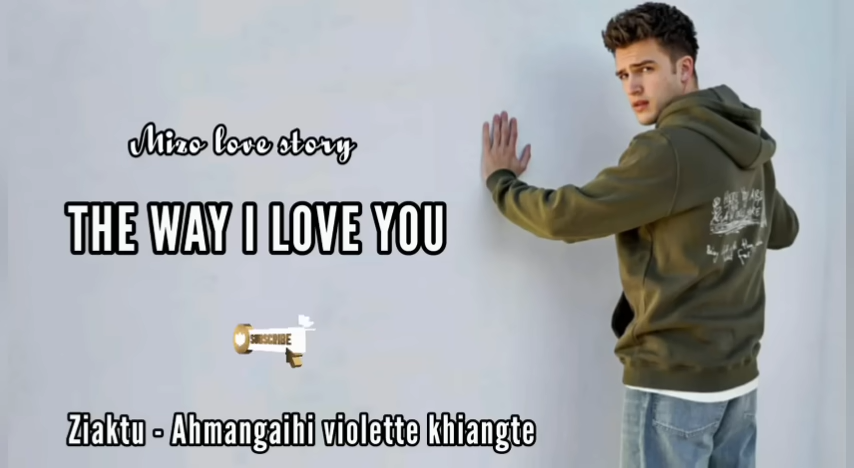 Mizo love story
THE WAY I LOVE YOU
SUBSCRIBE
Ziaktu - Ahmangaihi violette khiangte